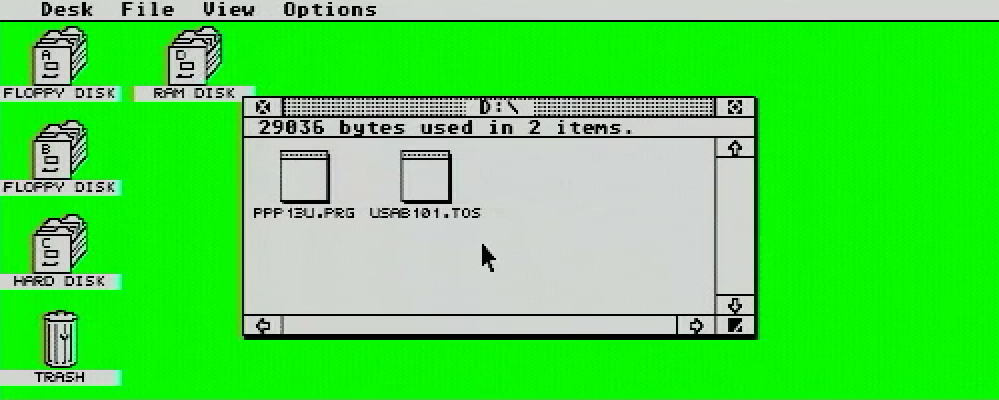 Desk File View Options
A
D
FLOPPY DISK
RAM DISK
D:\
29036 bytes used in 2 items.
B
PPP13U.PRG USAB101.TOS
FLOPPY DISK
C
HARD DISK
TRASH